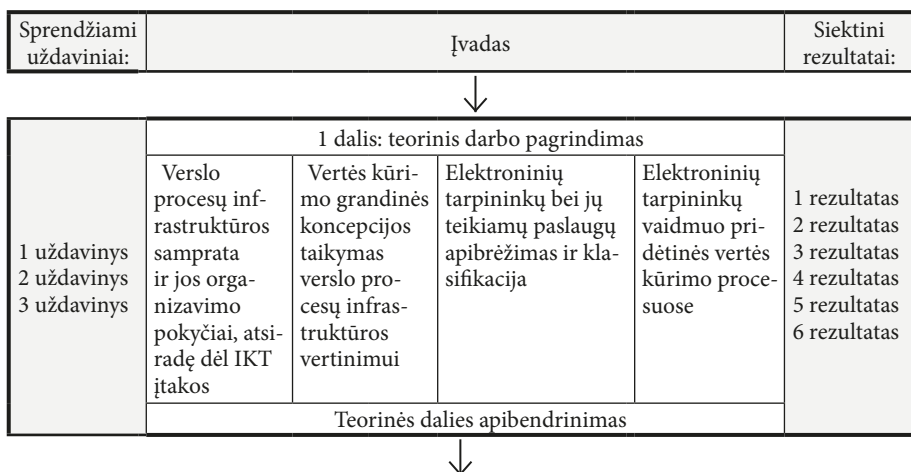 Sprendžiami
uždaviniai:
Įvadas
Siektini
rezultatai:
1 dalis: teorinis darbo pagrindimas
1 uždavinys
2 uždavinys
3 uždavinys
Verslo
procesų inf-
rastruktūros
samprata
ir jos orga-
nizavimo
pokyčiai, atsi-
radę dėl IKT
įtakos
Vertės kūri-
mo grandinės
koncepcijos
taikymas
verslo pro-
cesų infras-
truktūros
vertinimui
Elektroninių
tarpininkų bei jų
teikiamų paslaugų
apibrėžimas ir kla-
sifikacija
Elektroninių
tarpininkų
vaidmuo pri-
dėtinės vertės
kūrimo proce-
suose
1 rezultatas
2 rezultatas
3 rezultatas
4 rezultatas
5 rezultatas
6 rezultatas
Teorinės dalies apibendrinimas